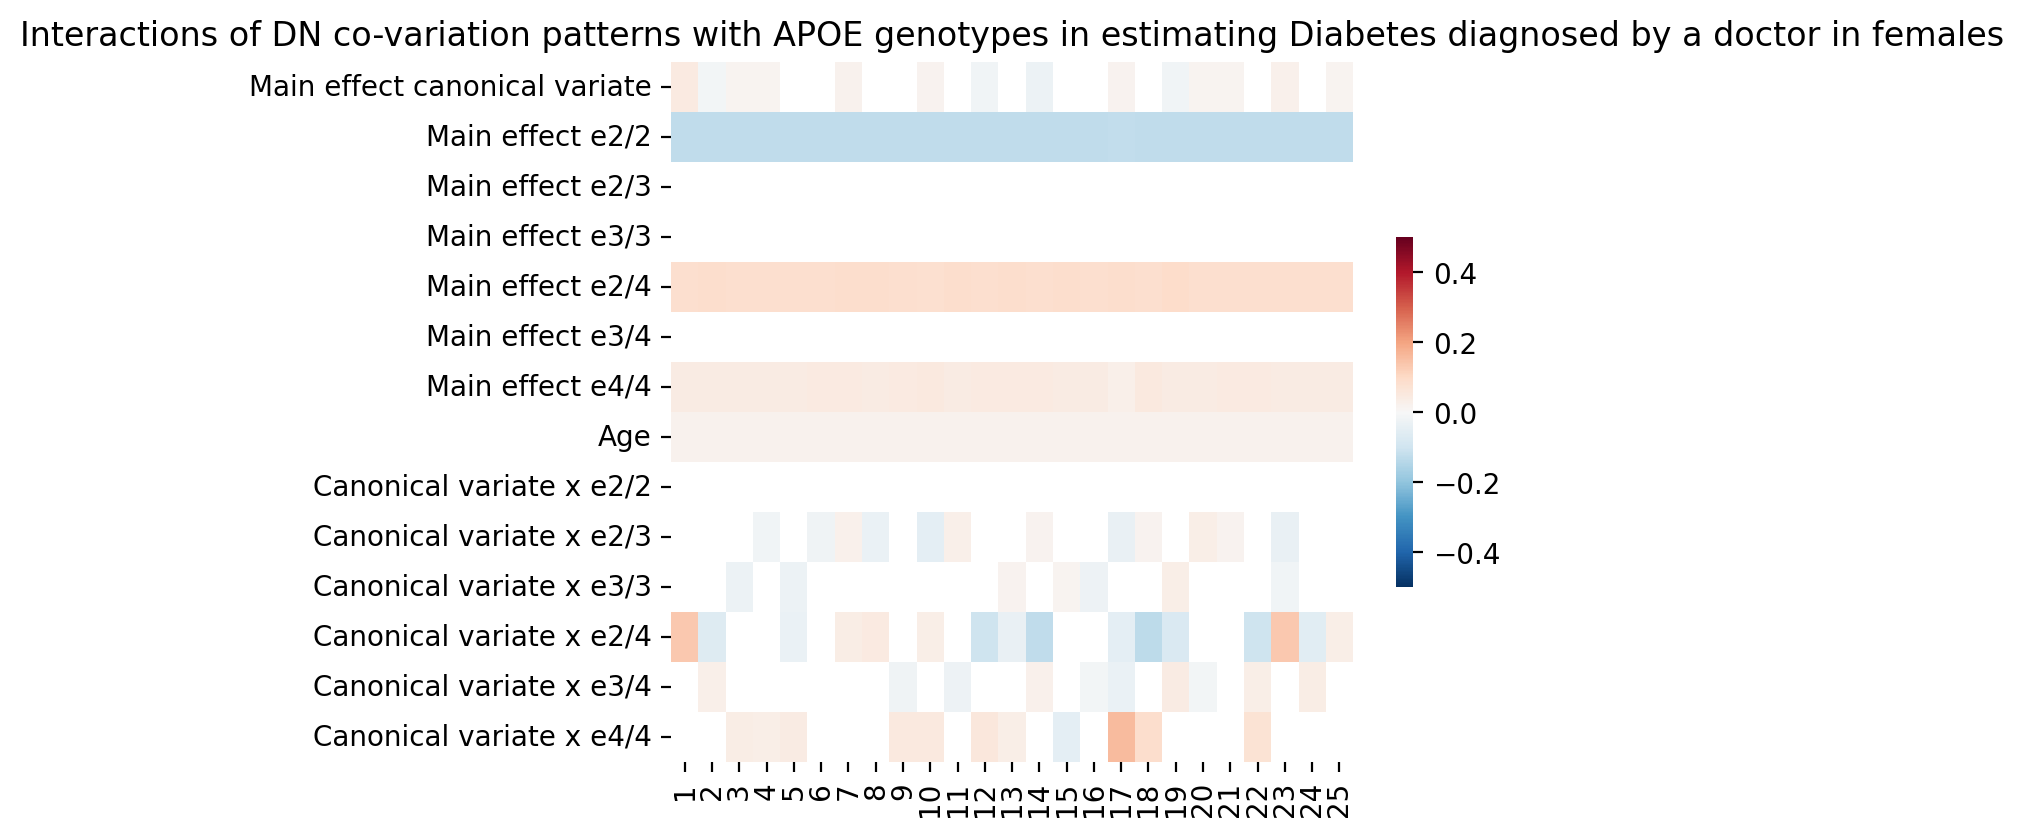 Interactions of DN co-variation patterns with APOE genotypes in estimating Diabetes diagnosed by a doctor in females
Main effect canonical variate
Main effect e2/2
Main effect e2/3
Main effect e3/3
Main effect e2/4
Main effect e3/4
Main effect e4/4
Age
Canonical variate x e2/2
Canonical variate x e2/3
Canonical variate x e3/3
Canonical variate x e2/4
Canonical variate x e3/4
Canonical variate x e4/4
1 2 3 4 5 6 7 8 9 10 11 12 13 14 15 16 17 18 19 20 21 22 23 24 25
0.4
0.2
0.0
−0.2
−0.4